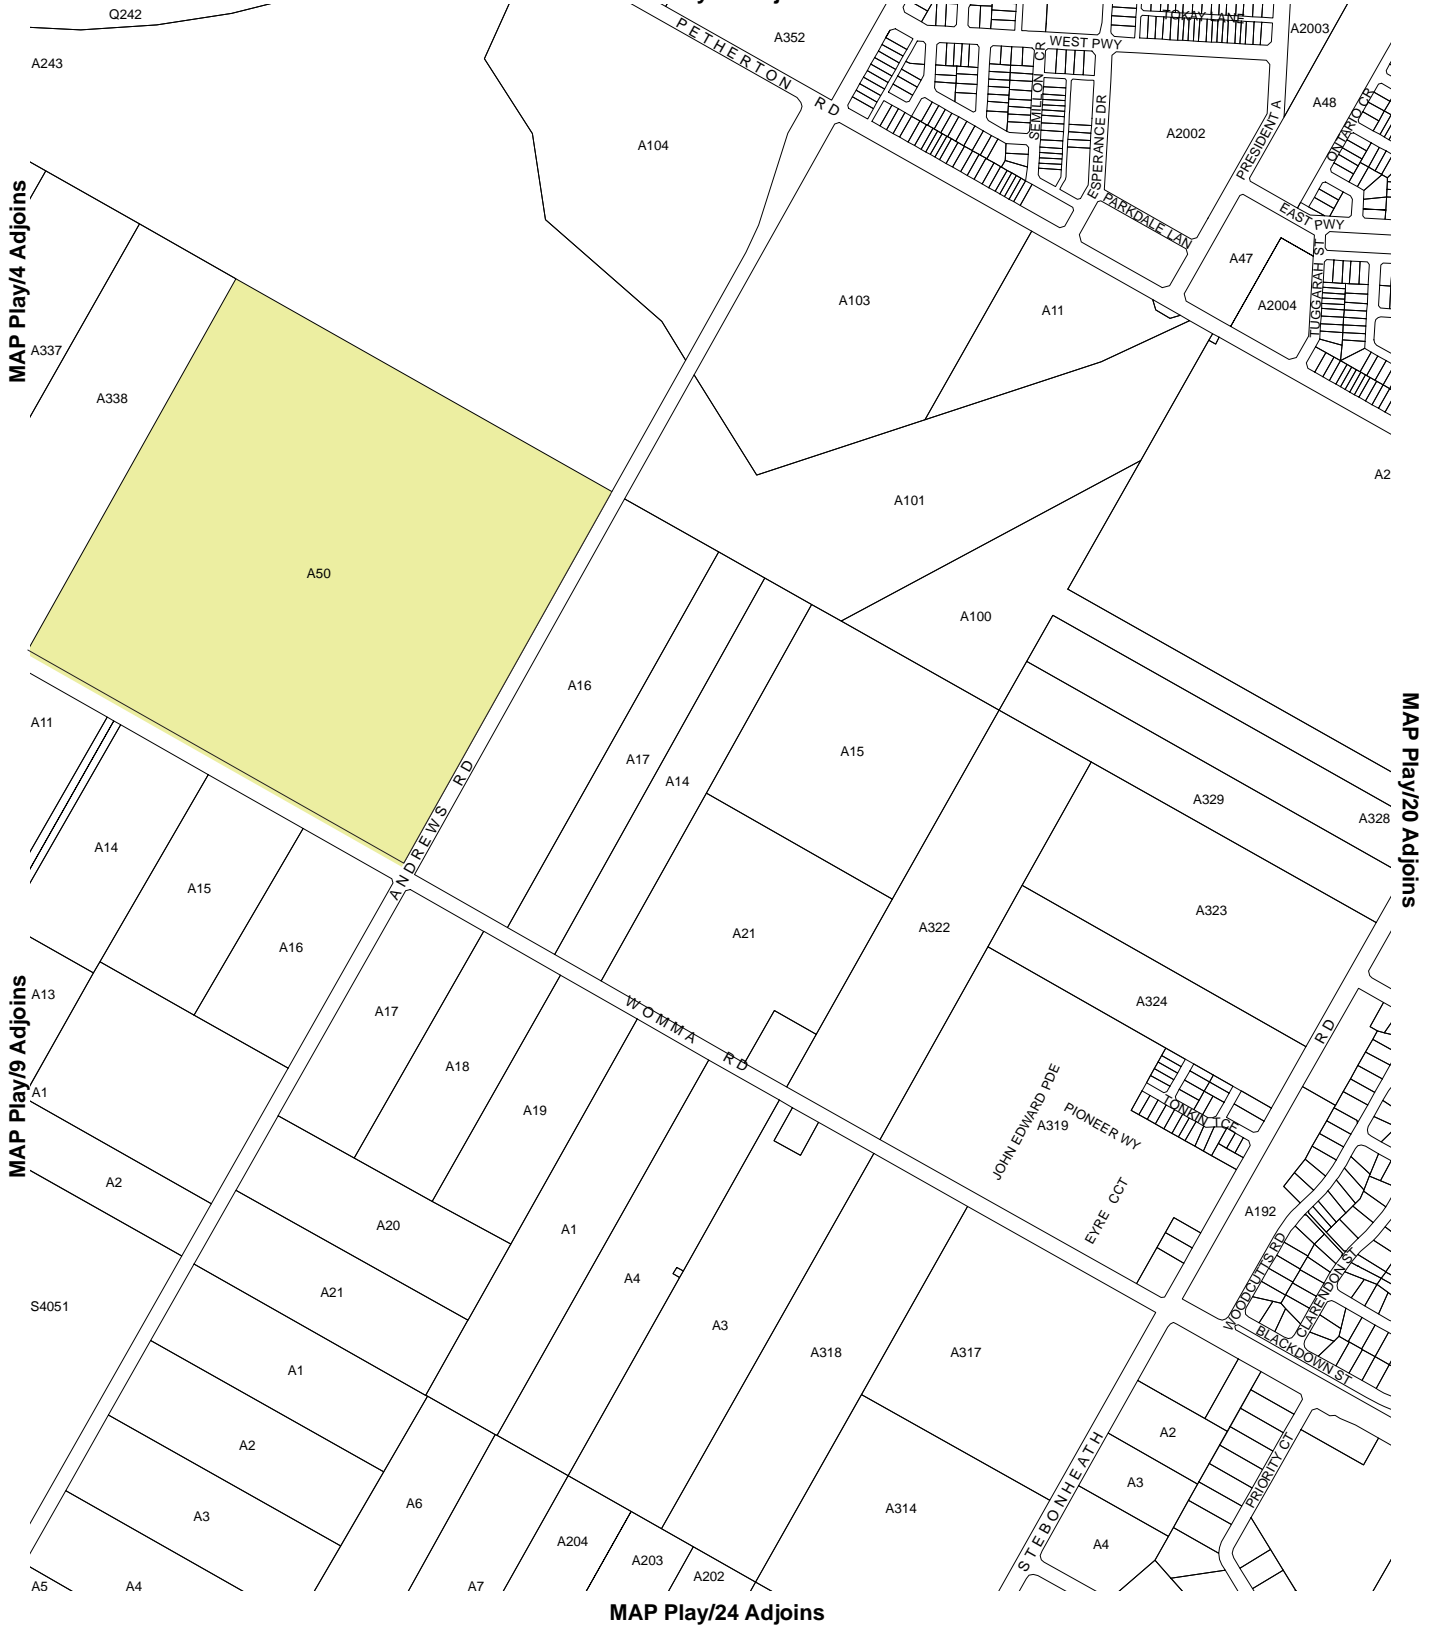 Q242
A243
A352
PETHERTON RD
A104
TOKAY LANE
WEST PWY
A2003
A48
SEMILLON CR
ESPERANCE DR
A2002
PRESIDENT A
ONTARIO CR
PARKDALE LAN
EAST PWY
A47
A2004
TUGGARAH ST
MAP Play/4 Adjoins
A337
A338
A103
A11
A2
A50
A101
A100
A16
A17
A14
A15
A329
A328
MAP Play/20 Adjoins
A11
ANDREWS RD
A14
A15
A16
A21
A322
A323
A324
MAP Play/9 Adjoins
A13
A1
A17
WOMMA RD
A18
A19
RD
JOHN EDWARD PDE
A319
PIONEER WY
TONKIN TCE
EYRE CCT
A2
A20
A1
A192
WOODCUTTS RD
CLARENDON ST
BLACKDOWN ST
S4051
A21
A4
A3
A318
A317
A1
A2
A2
A3
A3
A6
A314
STEBONHEATH
PRIORITY CT
A4
A204
A203
A202
A5
A4
A7
MAP Play/24 Adjoins